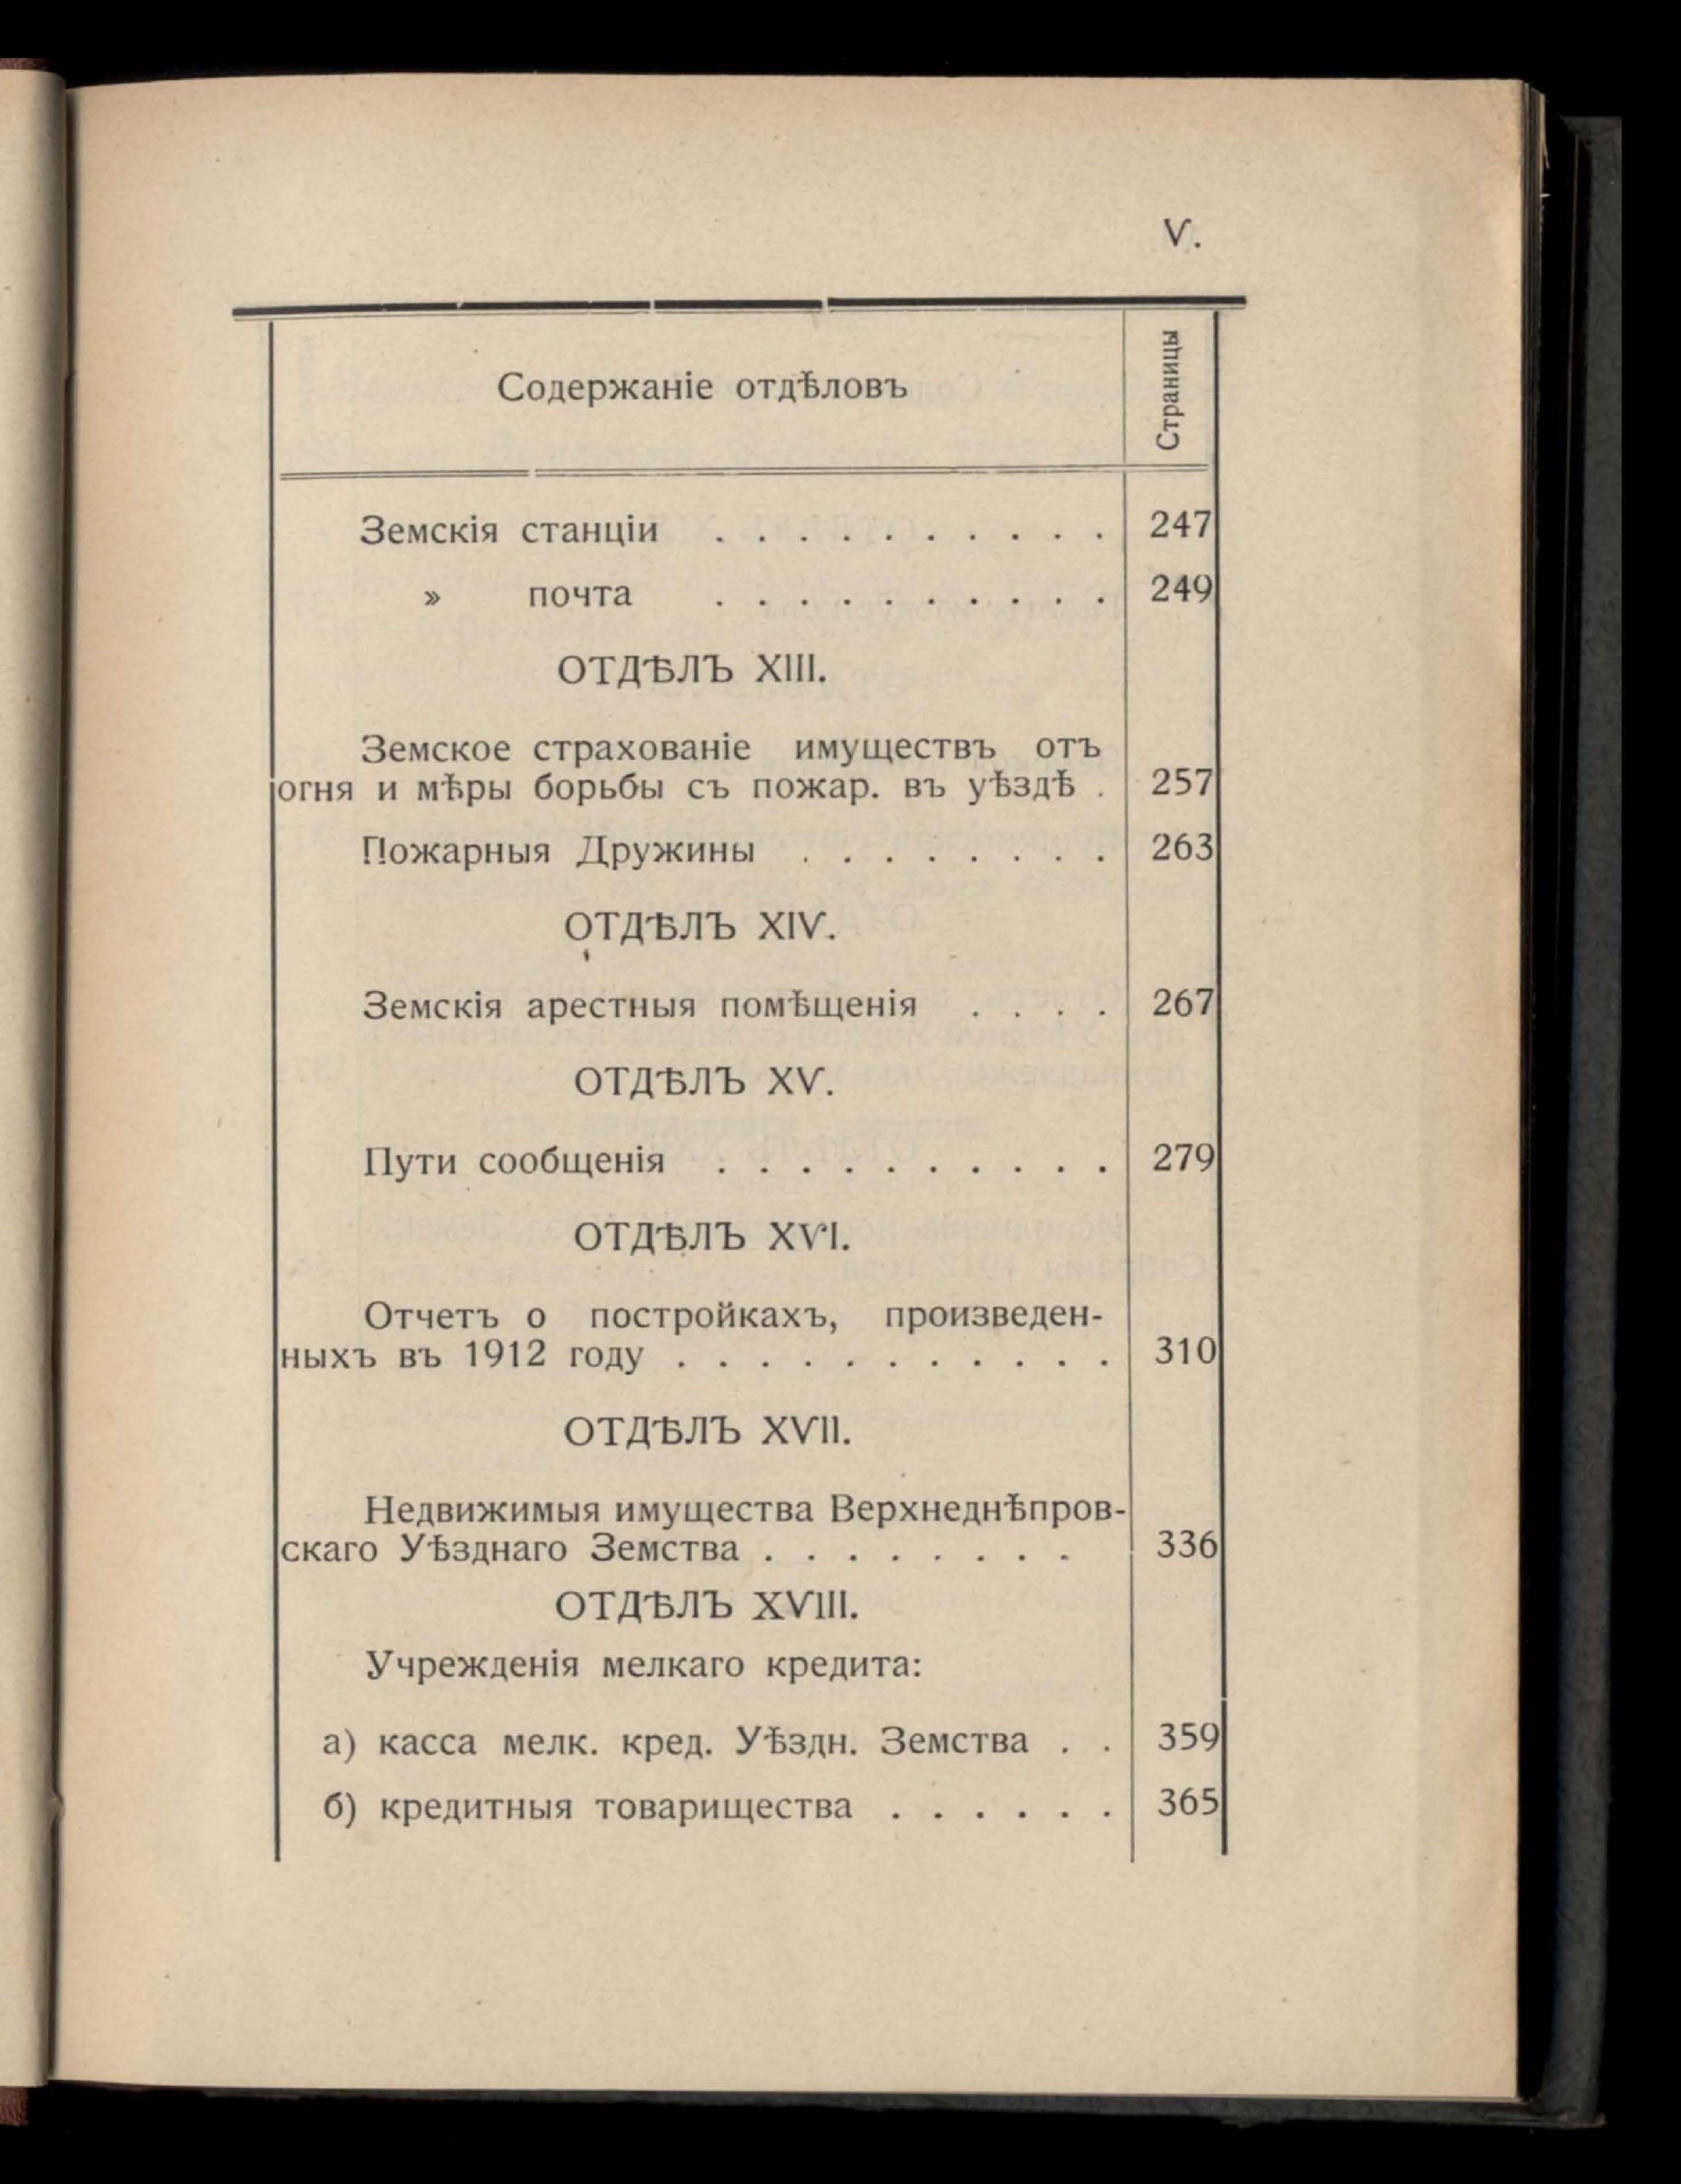 V.
Содержаніе отдѣловъ
Страницы
Земскія станціи . . . . . . . . . . 247
» почта . . . . . . . . . . 249
ОТДѢЛЪ XIII.
Земское страхованіе имуществъ отъ
огня и мѣры борьбы съ пожар. въ уѣздѣ . 257
Пожарныя Дружины . . . . . . . . 263
ОТДѢЛЪ XIV.
Земскія арестныя помѣщенія . . . . 267
ОТДѢЛЪ XV.
Пути сообщенія . . . . . . . . . . 279
ОТДѢЛЪ XVI.
Отчетъ о постройкахъ, произведен-
ныхъ въ 1912 году . . . . . . . . . . . 310
ОТДѢЛЪ XVII.
Недвижимыя имущества Верхнеднѣпров-
скаго Уѣзднаго Земства . . . . . . . . 336
ОТДѢЛЪ XVIII.
Учрежденія мелкаго кредита:
а) касса мелк. кред. Уѣздн. Земства . . 359
б) кредитныя товарищества . . . . . . 365